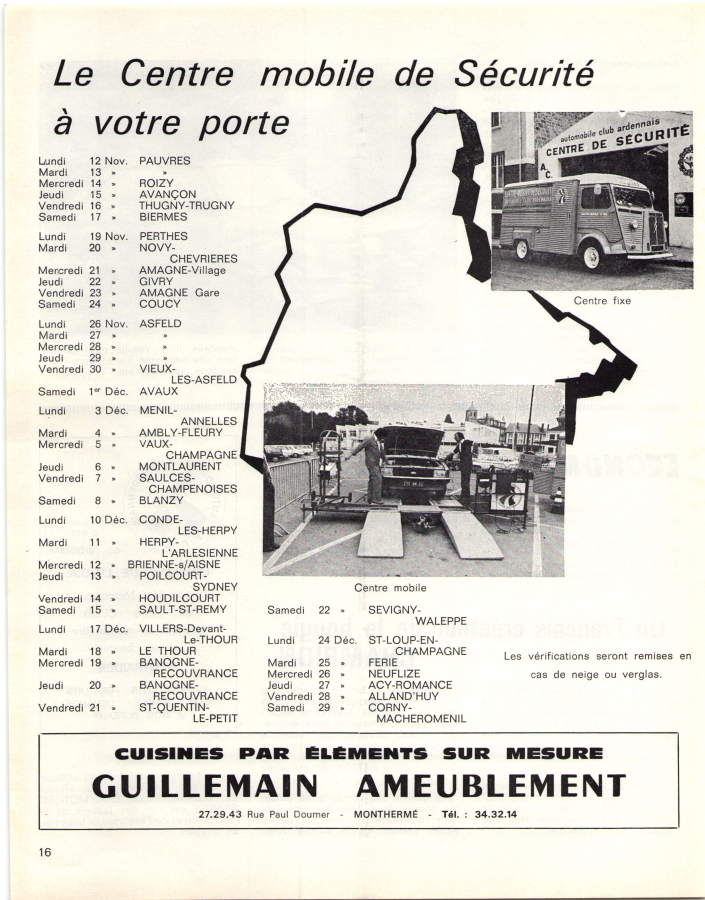 Le Centre mobile de Sécurité
à votre porte
Lundi 12 Nov. PAUVRES
Mardi 13 » »
Mercredi 14 » ROIZY
Jeudi 15 » AVANÇON
Vendredi 16 » THUGNY-TRUGNY
Samedi 17 » BIERMES
Lundi 19 Nov. PERTHES
Mardi 20 » NOVY-
CHEVRIERES
Mercredi 21 » AMAGNE-Village
Jeudi 22 » GIVRY
Vendredi 23 » AMAGNE Gare
Samedi 24 » COUCY
Lundi 26 Nov. ASFELD
Mardi 27 » »
Mercredi 28 » »
Jeudi 29 » »
Vendredi 30 » VIEUX-
LES-ASFELD
Samedi 1er Déc. AVAUX
Lundi 3 Déc. MENIL-
ANNELLES
Mardi 4 » AMBLY-FLEURY
Mercredi 5 » VAUX-
CHAMPAGNE
Jeudi 6 » MONTLAURENT
Vendredi 7 » SAULCES-
CHAMPENOISES
Samedi 8 » BLANZY
Lundi 10 Déc. CONDE-
LES-HERPY
Mardi 11 » HERPY-
L'ARLESIENNE
Mercredi 12 » BRIENNE-s/AISNE
Jeudi 13 » POILCOURT-
SYDNEY
Vendredi 14 » HOUDILCOURT
Samedi 15 » SAULT-ST-REMY
Lundi 17 Déc. VILLERS-Devant-
Le-THOUR
Mardi 18 » LE THOUR
Mercredi 19 » BANOGNE-
RECOUVRANCE
Jeudi 20 » BANOGNE-
RECOUVRANCE
Vendredi 21 » ST-QUENTIN-
LE-PETIT
automobile club ardennais
CENTRE DE SÉCURITÉ
A.C.
Centre fixe
Centre mobile
Samedi 22 » SEVIGNY-
WALEPPE
Lundi 24 Déc. ST-LOUP-EN-
CHAMPAGNE
Mardi 25 » FERIE
Mercredi 26 » NEUFLIZE
Jeudi 27 » ACY-ROMANCE
Vendredi 28 » ALLAND'HUY
Samedi 29 » CORNY-
MACHEROMENIL
Les vérifications seront remises en
cas de neige ou verglas.
CUISINES PAR ÉLÉMENTS SUR MESURE
GUILLEMAIN AMEUBLEMENT
27.29.43 Rue Paul Doumer - MONTHERMÉ - Tél. : 34.32.14
16